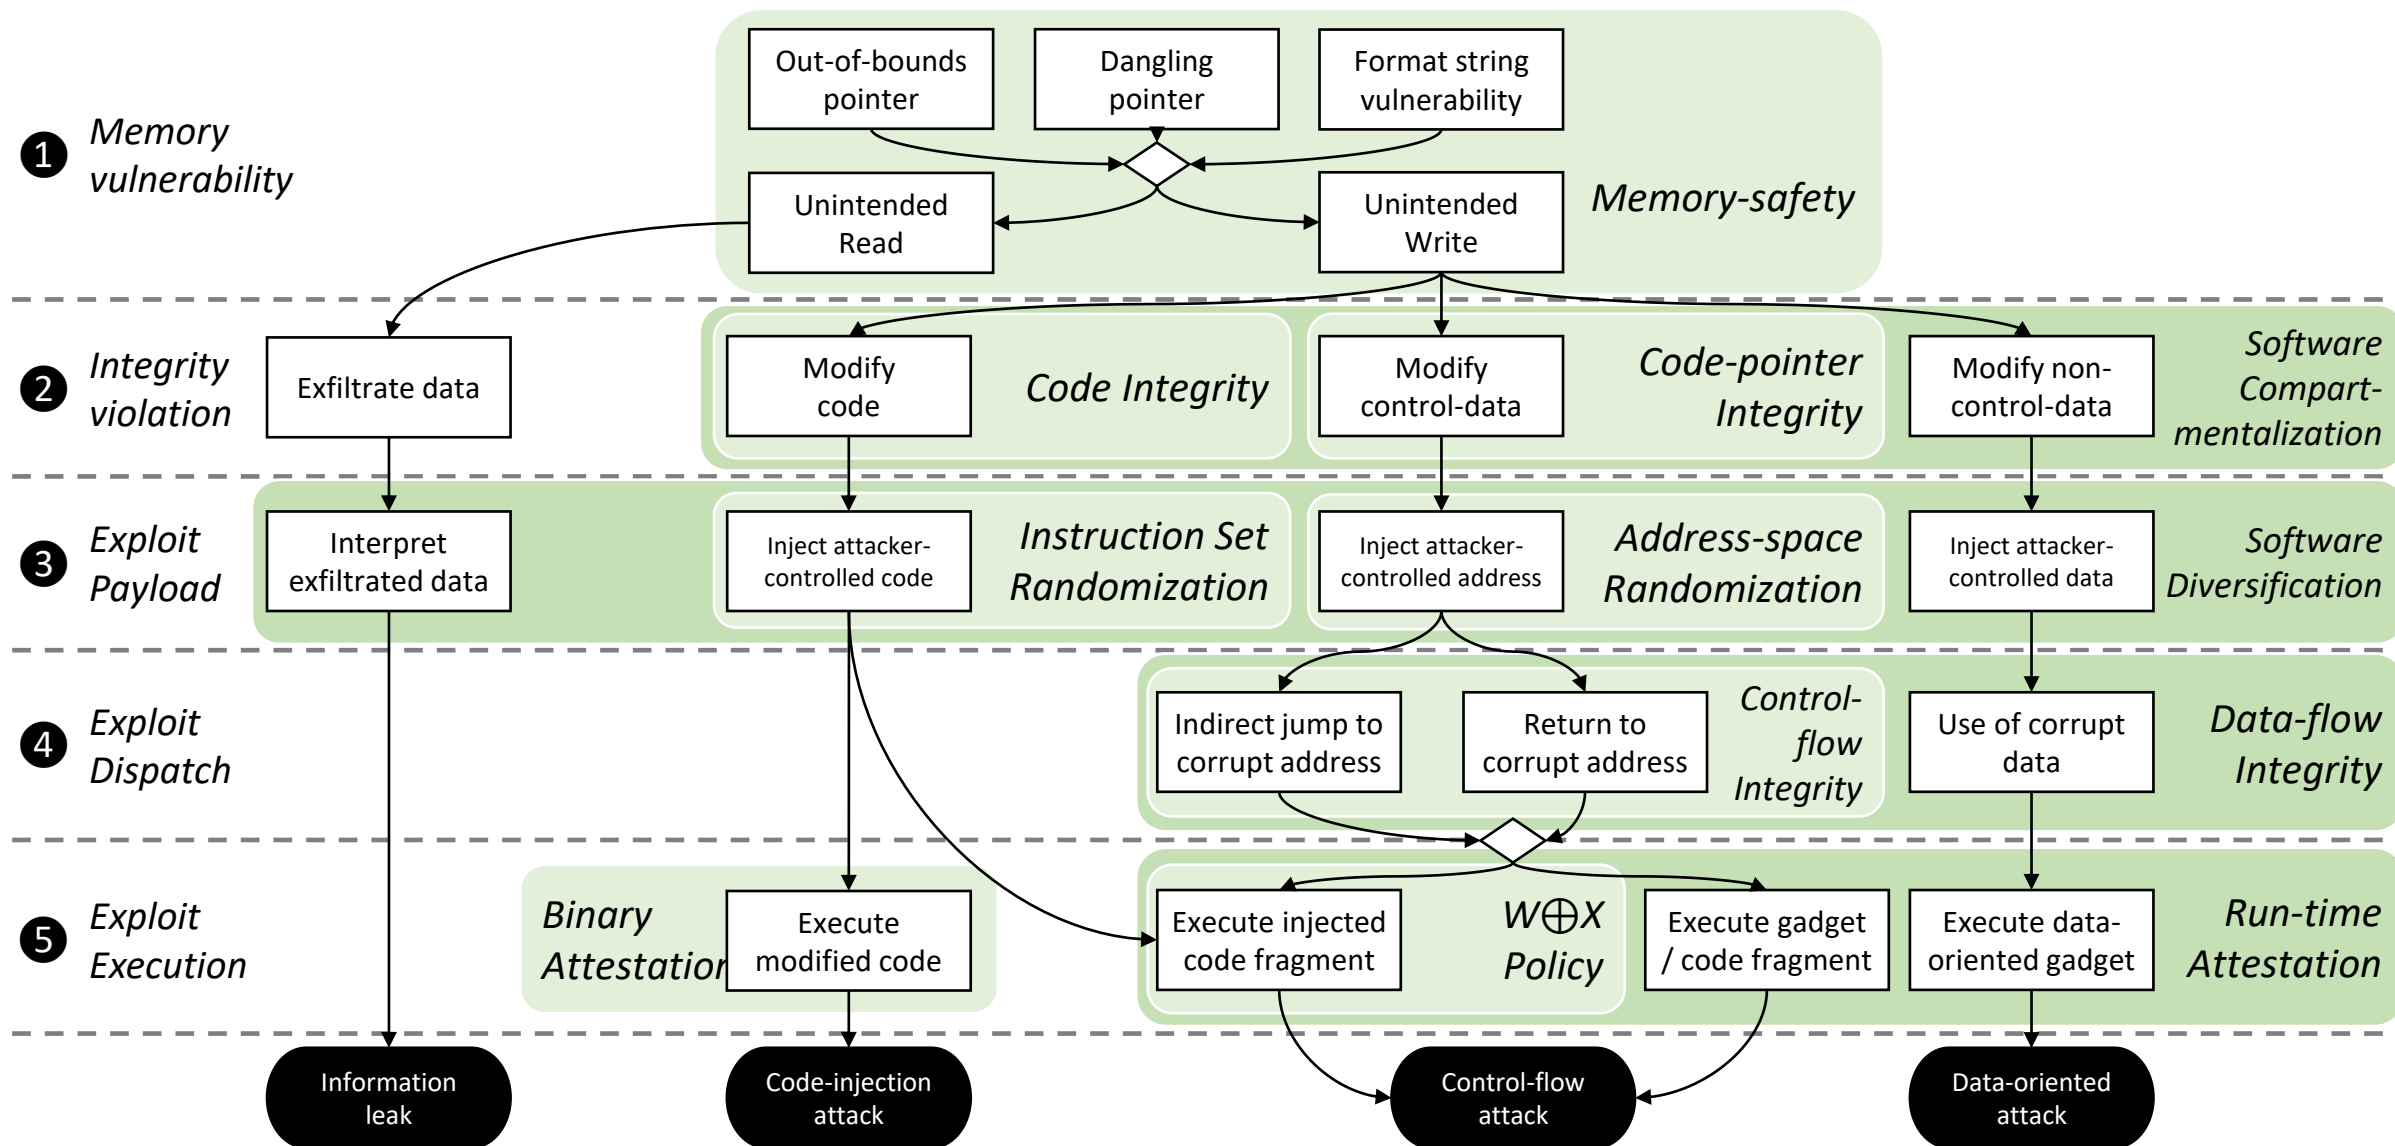 Out-of-bounds
pointer
Dangling
pointer
Format string
vulnerability
1
Memory
vulnerability
Unintended
Read
Unintended
Write
Memory-safety
2
Integrity
violation
Exfiltrate data
Modify
code
Code Integrity
Modify
control-data
Code-pointer
Integrity
Modify non-
control-data
Software
Compart-
mentalization
3
Exploit
Payload
Interpret
exfiltrated data
Inject attacker-
controlled code
Instruction Set
Randomization
Inject attacker-
controlled address
Address-space
Randomization
Inject attacker-
controlled data
Software
Diversification
4
Exploit
Dispatch
Indirect jump to
corrupt address
Return to
corrupt address
Control-
flow
Integrity
Use of corrupt
data
Data-flow
Integrity
5
Exploit
Execution
Binary
Attestation
Execute
modified code
Execute injected
code fragment
W⊕X
Policy
Execute gadget
/ code fragment
Execute data-
oriented gadget
Run-time
Attestation
Information
leak
Code-injection
attack
Control-flow
attack
Data-oriented
attack